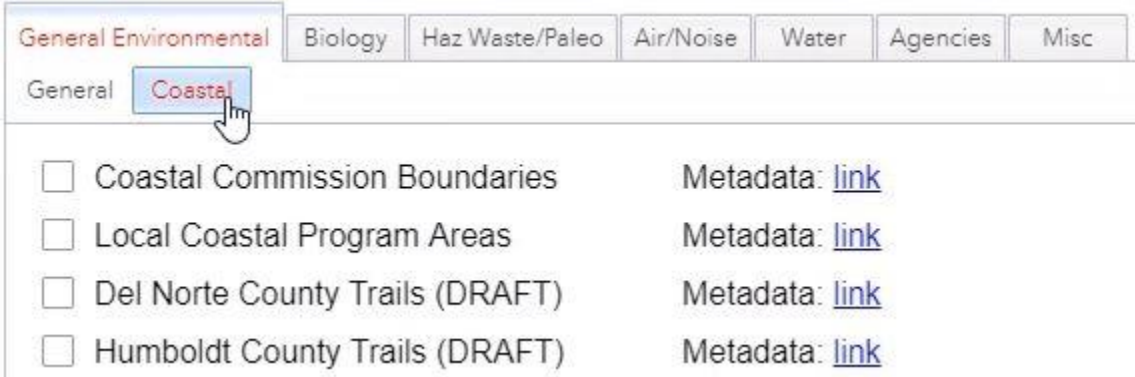 General Environmental Biology Haz Waste/Paleo Air/Noise Water Agencies Misc
General Coastal
Coastal Commission Boundaries Metadata: link
Local Coastal Program Areas Metadata: link
Del Norte County Trails (DRAFT) Metadata: link
Humboldt County Trails (DRAFT) Metadata: link